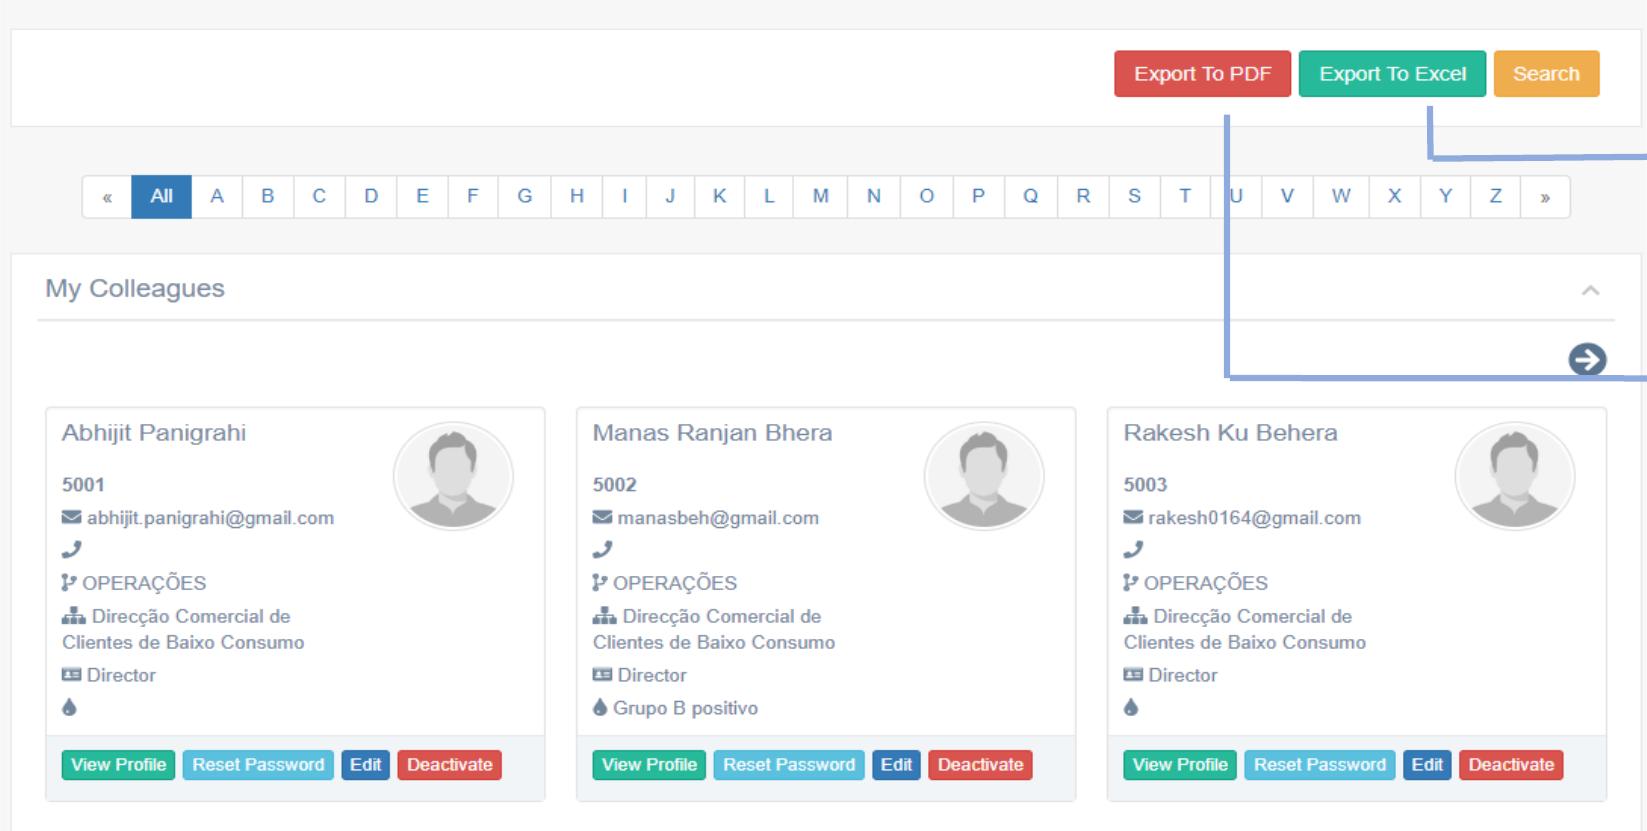 Export To PDF Export To Excel Search
« All A B C D E F G H I J K L M N O P Q R S T U V W X Y Z »
My Colleagues
Abhijit Panigrahi
5001
abhijit.panigrahi@gmail.com
OPERAÇÕES
Direcção Comercial de
Clientes de Baixo Consumo
Director
View Profile Reset Password Edit Deactivate
Manas Ranjan Bhera
5002
manasbeh@gmail.com
OPERAÇÕES
Direcção Comercial de
Clientes de Baixo Consumo
Director
Grupo B positivo
View Profile Reset Password Edit Deactivate
Rakesh Ku Behera
5003
rakesh0164@gmail.com
OPERAÇÕES
Direcção Comercial de
Clientes de Baixo Consumo
Director
View Profile Reset Password Edit Deactivate